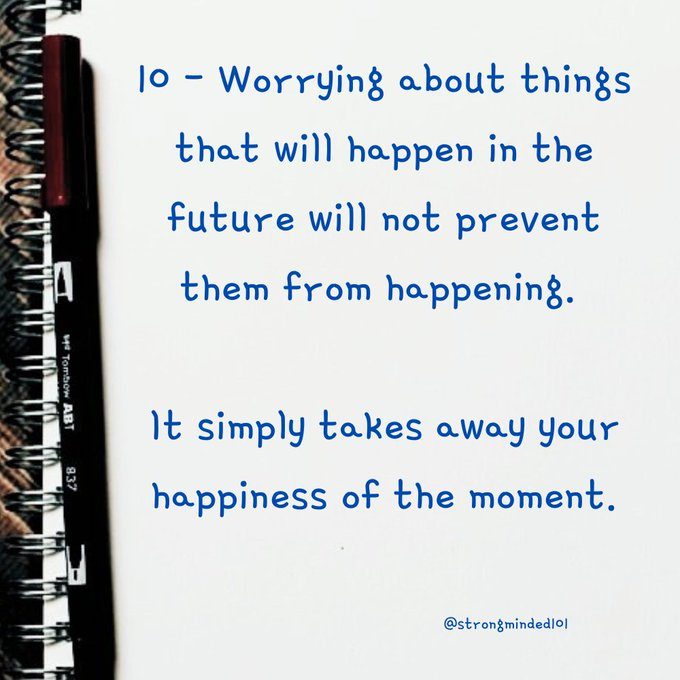 10 - Worrying about things
that will happen in the
future will not prevent
them from happening.
It simply takes away your
happiness of the moment.
@strongminded101
Tombow ABT
837